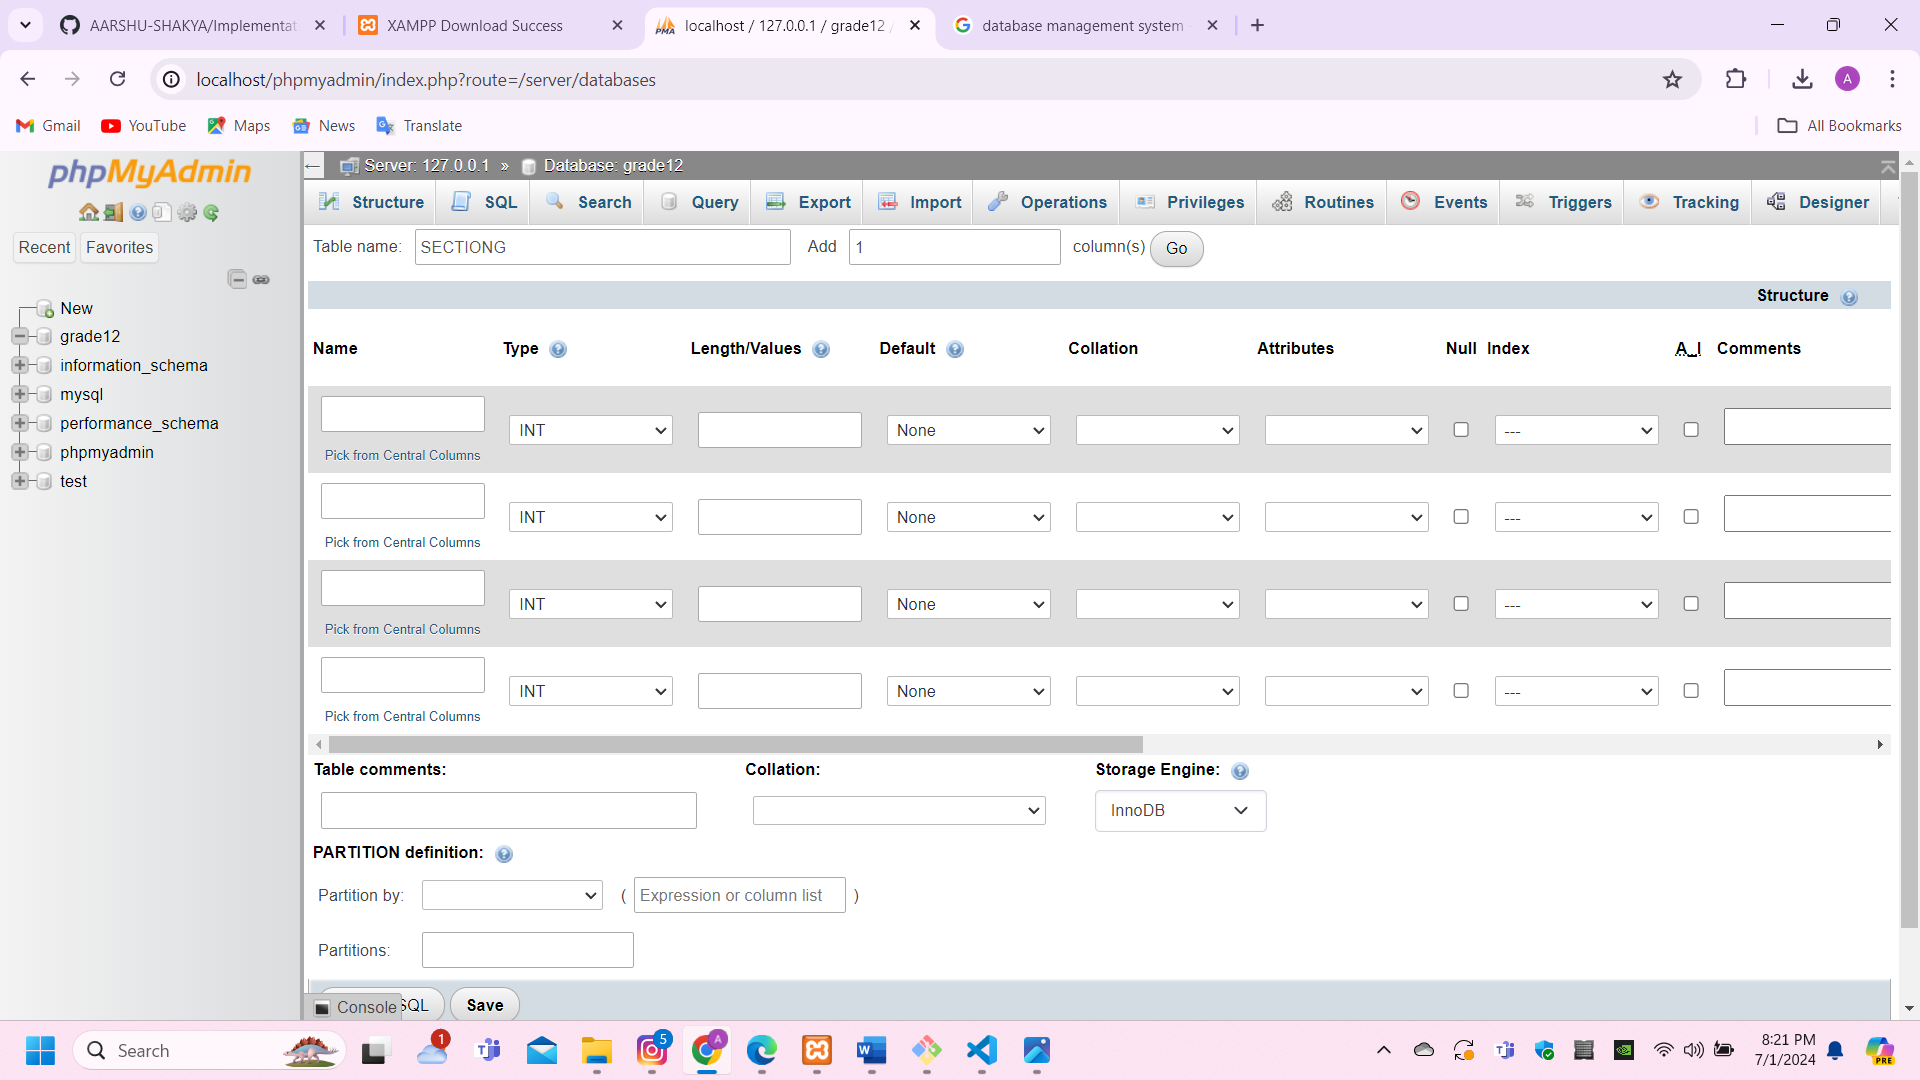 AARSHU-SHAKYA/Implementat
XAMPP Download Success
localhost / 127.0.0.1 / grade12 /
database management system
localhost/phpmyadmin/index.php?route=/server/databases
A
Gmail
YouTube
Maps
News
Translate
All Bookmarks
phpMyAdmin
Recent
Favorites
New
grade12
information_schema
mysql
performance_schema
phpmyadmin
test
Server: 127.0.0.1 » Database: grade12
Structure
SQL
Search
Query
Export
Import
Operations
Privileges
Routines
Events
Triggers
Tracking
Designer
Table name: SECTIONG Add 1 column(s) Go
Structure
Name Type Length/Values Default Collation Attributes Null Index A_I Comments
INT None ---
Pick from Central Columns
INT None ---
Pick from Central Columns
INT None ---
Pick from Central Columns
INT None ---
Pick from Central Columns
Table comments: Collation: Storage Engine:
InnoDB
PARTITION definition:
Partition by: ( Expression or column list )
Partitions:
Console SQL Save
Search
1
5
A
8:21 PM
7/1/2024
PRE